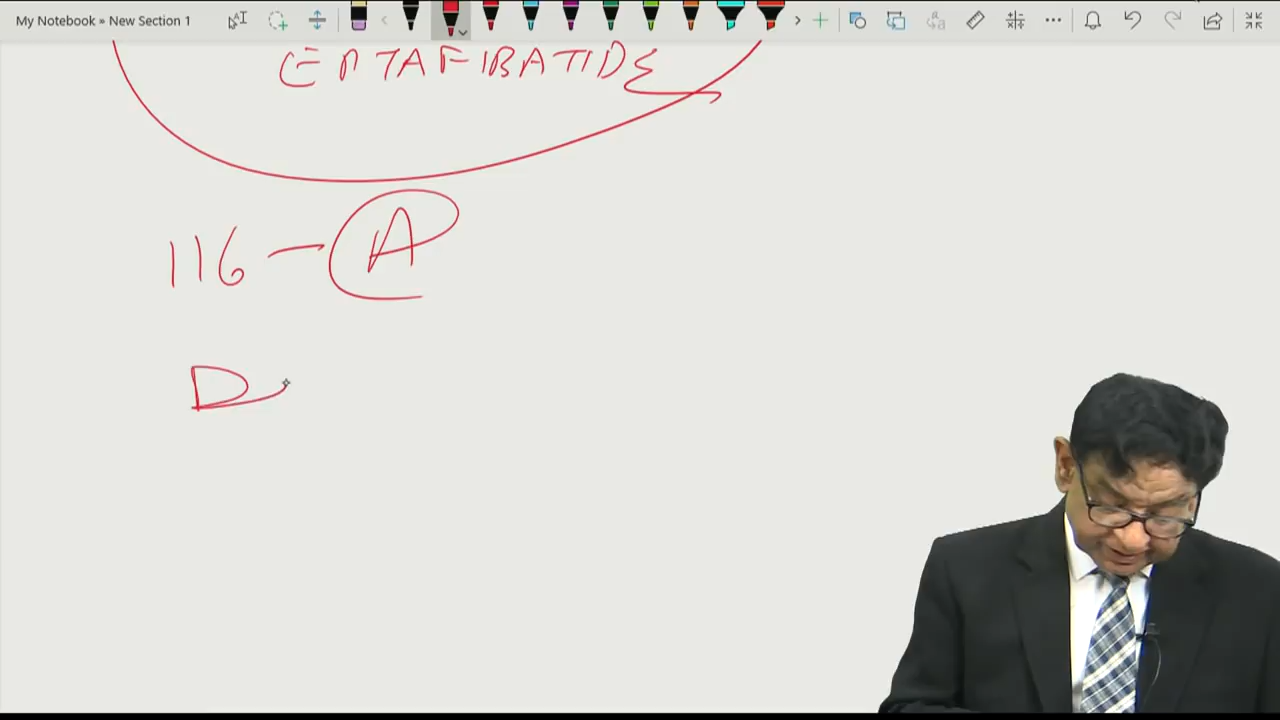 My Notebook » New Section 1
EPTAFIBATIDE
116 — A
D